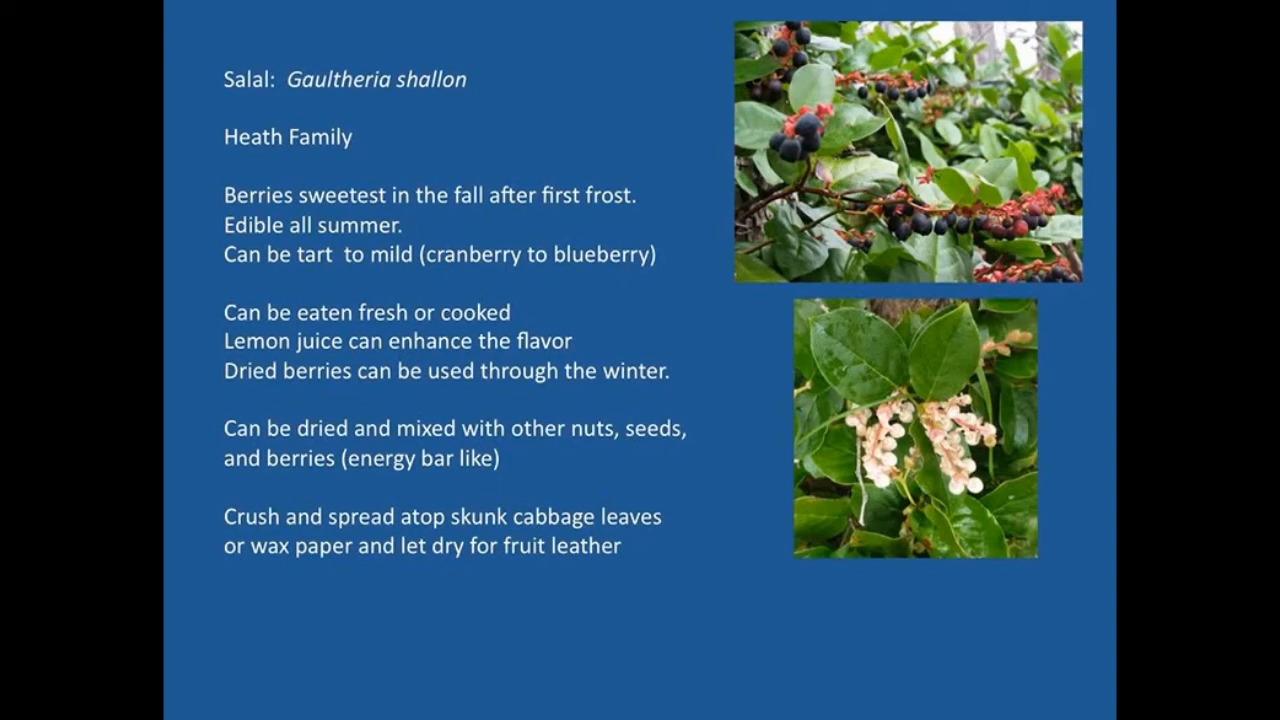 Salal:  Gaultheria shallon
Heath Family
Berries sweetest in the fall after first frost.
Edible all summer.
Can be tart  to mild (cranberry to blueberry)
Can be eaten fresh or cooked
Lemon juice can enhance the flavor
Dried berries can be used through the winter.
Can be dried and mixed with other nuts, seeds,
and berries (energy bar like)
Crush and spread atop skunk cabbage leaves
or wax paper and let dry for fruit leather